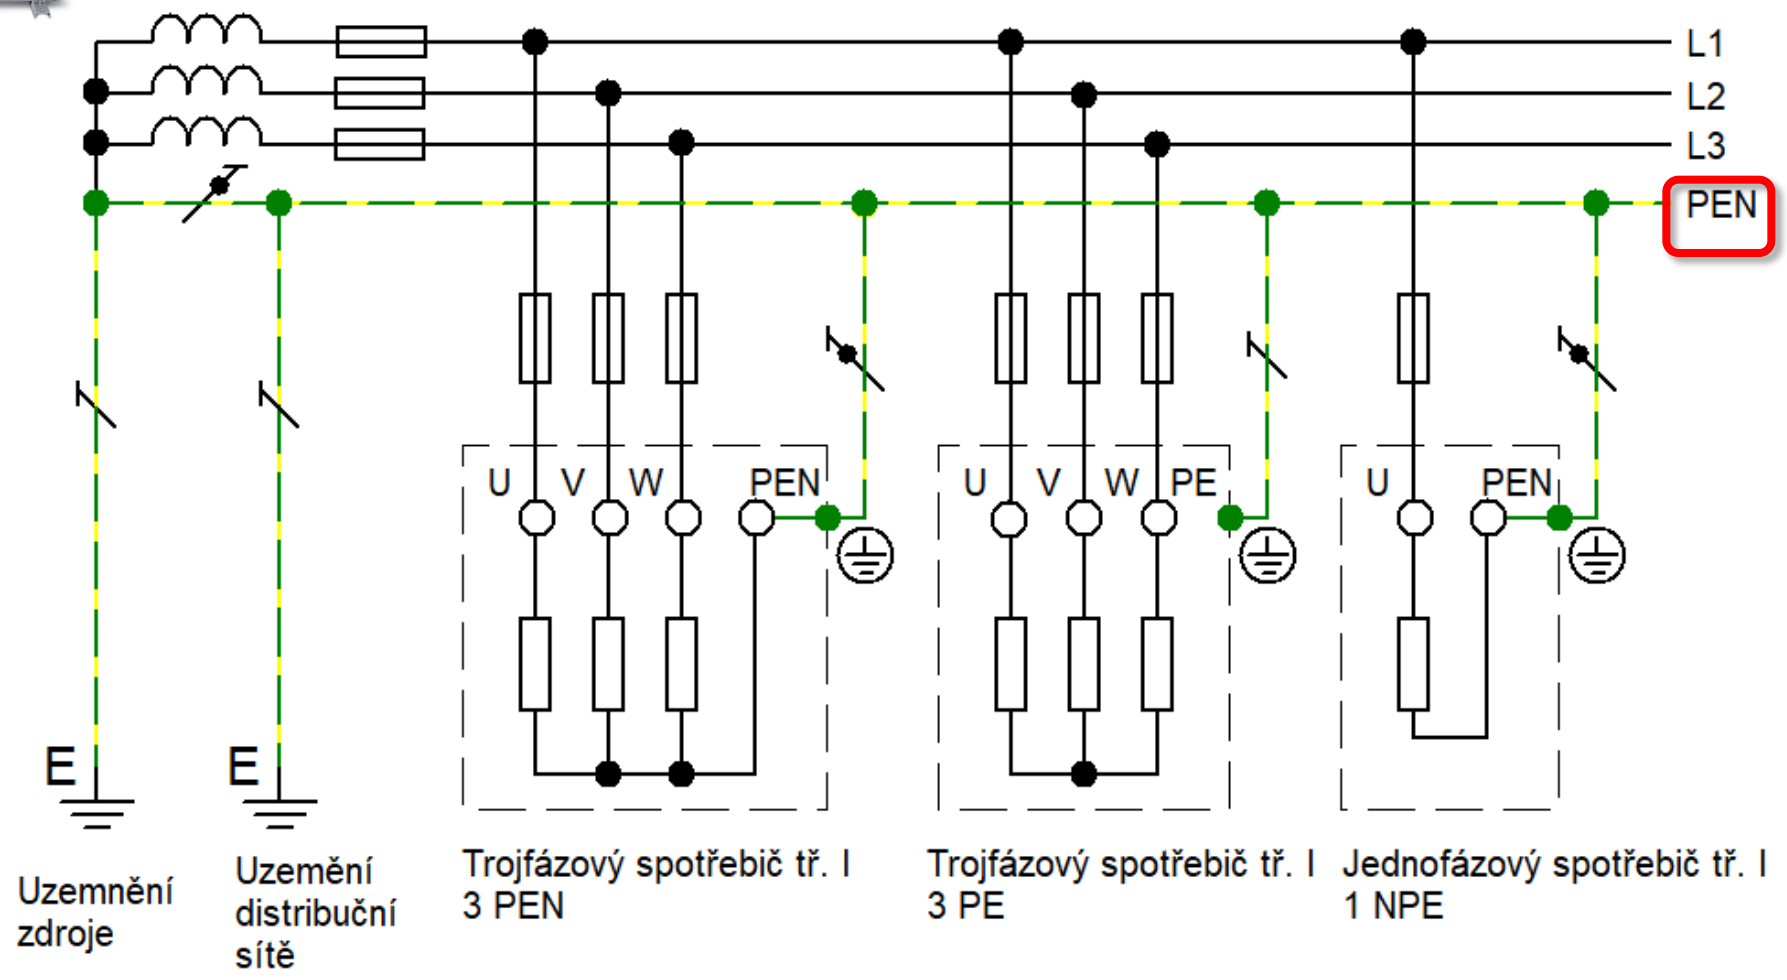 L1
L2
L3
PEN
U V W PEN
U V W PE
U PEN
E E
Uzemnění
zdroje
Uzemění
distribuční
sítě
Trojfázový spotřebič tř. I
3 PEN
Trojfázový spotřebič tř. I
3 PE
Jednofázový spotřebič tř. I
1 NPE